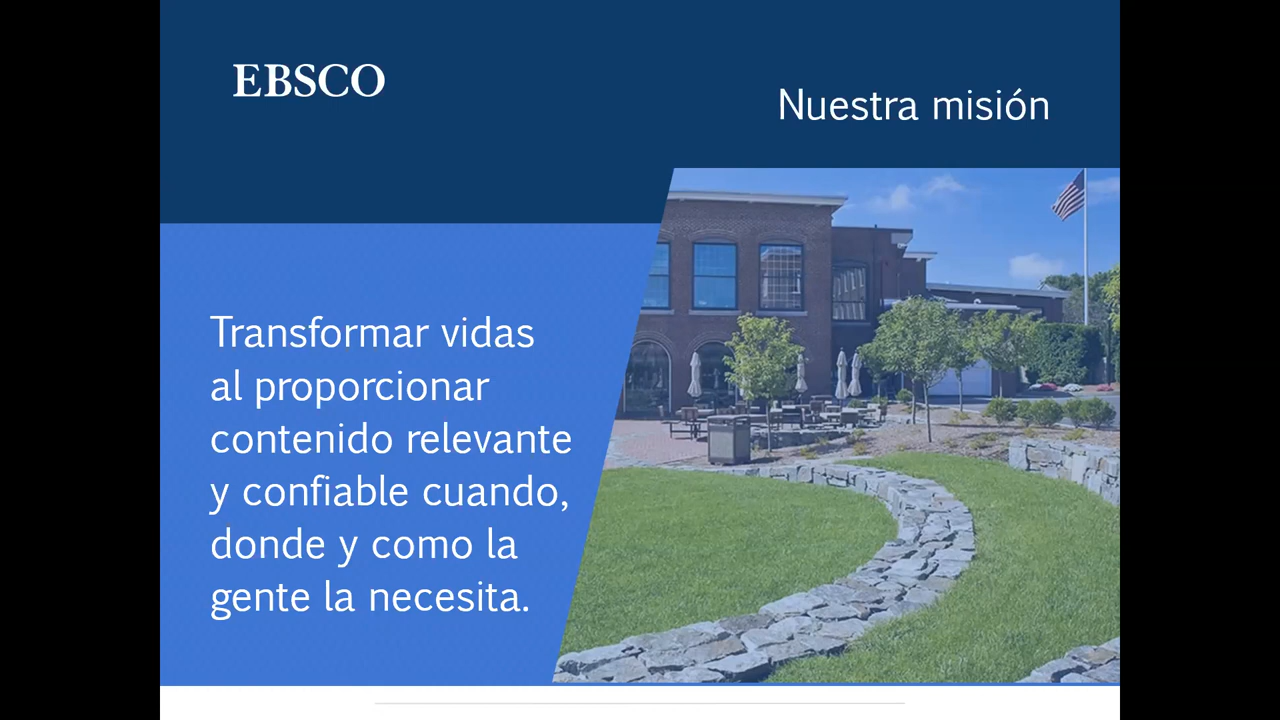 EBSCO
Nuestra misión
Transformar vidas
al proporcionar
contenido relevante
y confiable cuando,
donde y como la
gente la necesita.